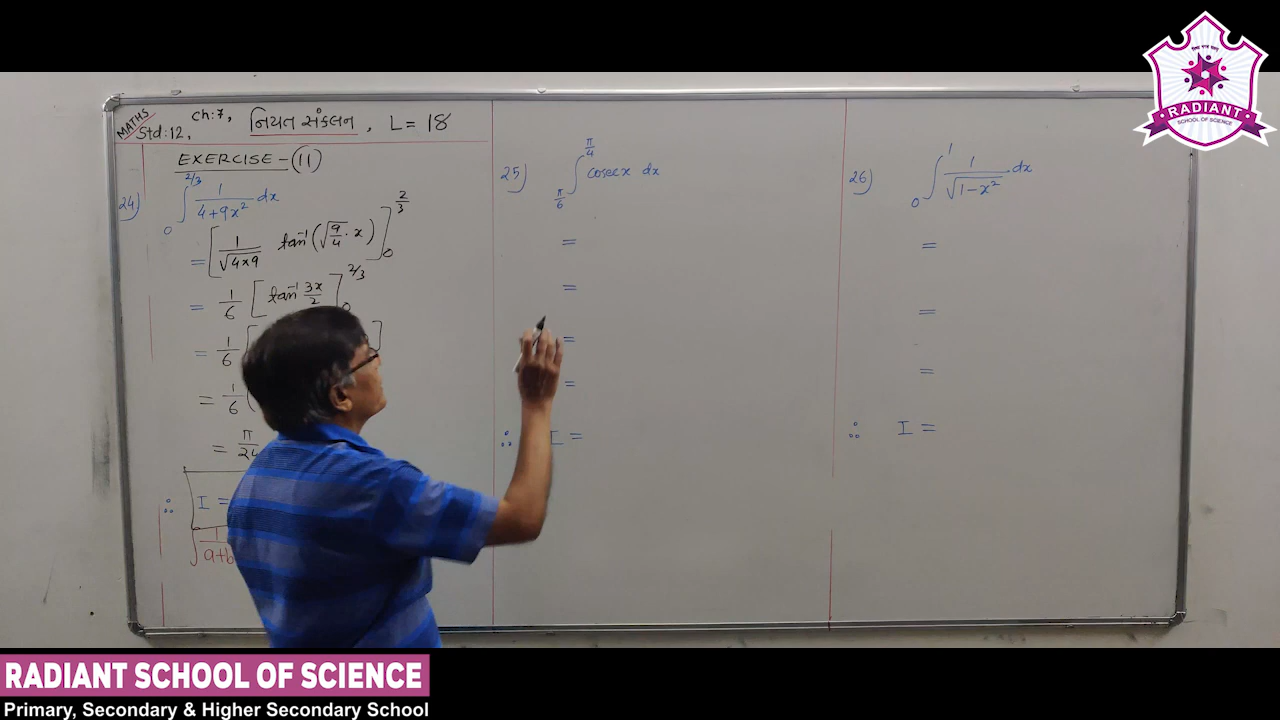 MATHS
Std:12, ch:7, નિયત સંકલન, L= 18
EXERCISE-(11)
24) ∫₀^{2/3} 1/(4+9x²) dx
= [1/√(4×9) tan⁻¹(√(9/4)·x)]₀^{2/3}
= 1/6 [tan⁻¹ 3x/2]₀^{2/3}
= 1/6 [ ]
= 1/6 (
= π/24
∴ I =
∫ 1/(a+b
25) ∫_{π/6}^{π/4} cosecx dx
=
=
=
=
∴ I =
26) ∫₀^1 1/√(1-x²) dx
=
=
=
∴ I =
RADIANT
SCHOOL OF SCIENCE
RADIANT SCHOOL OF SCIENCE
Primary, Secondary & Higher Secondary School